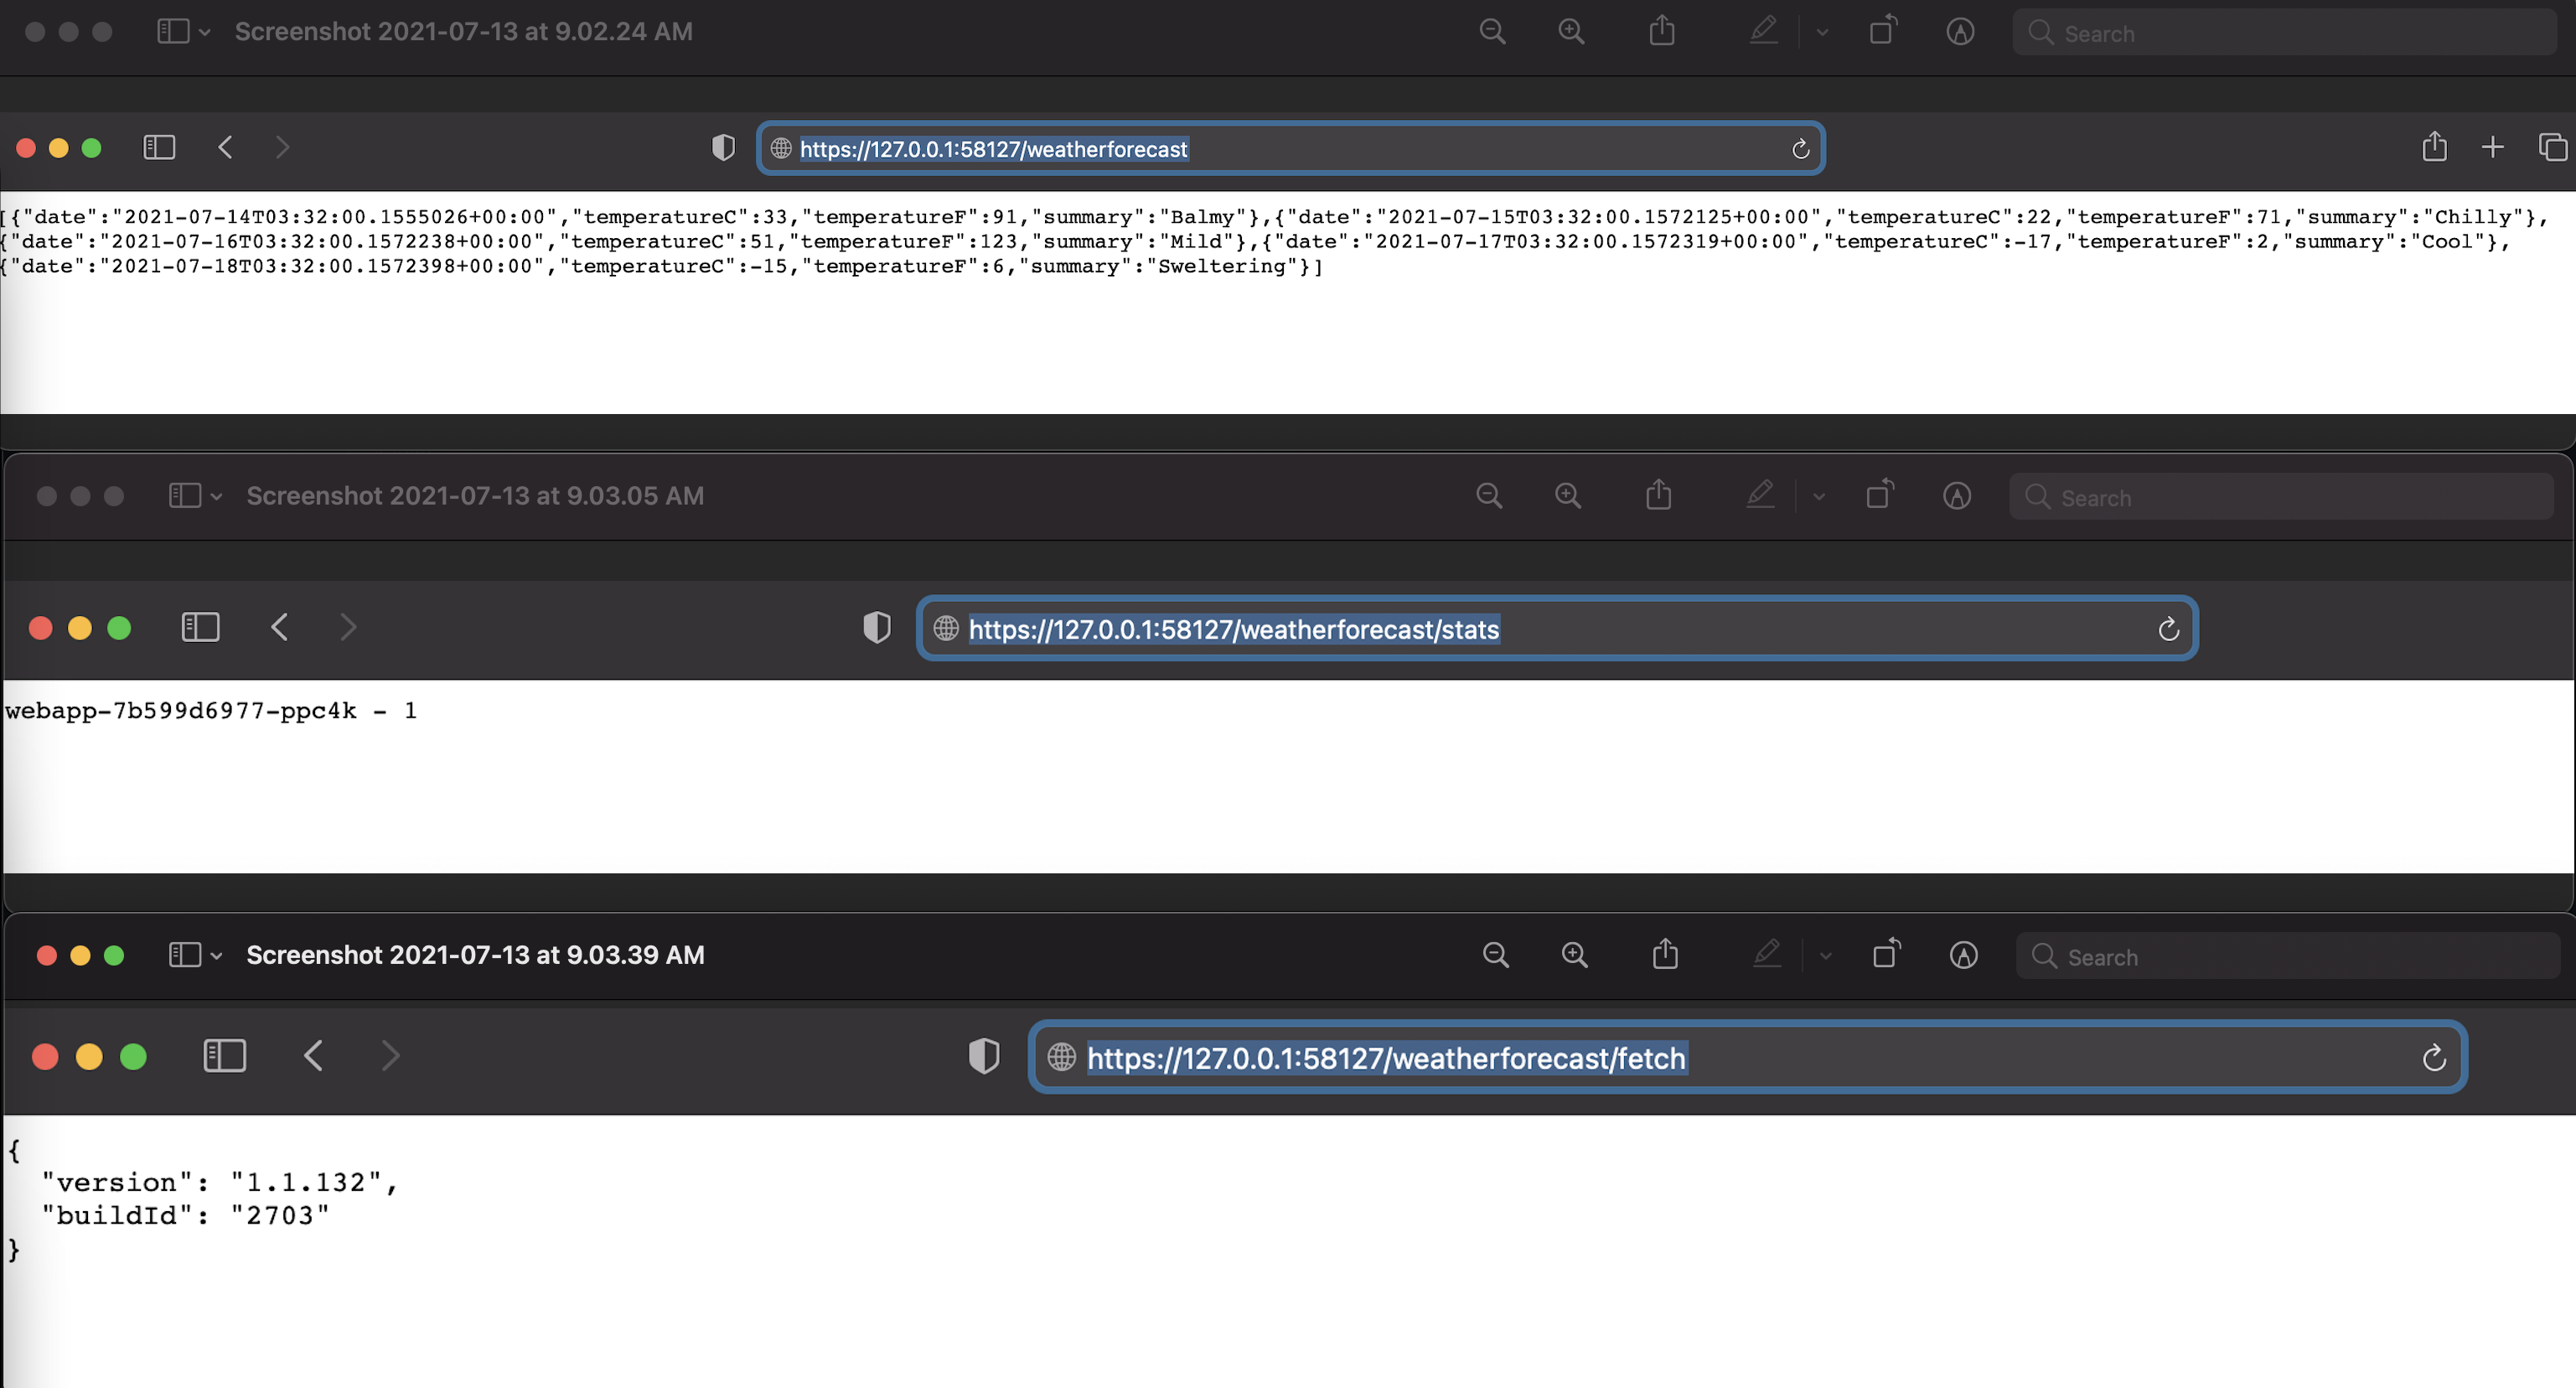 Screenshot 2021-07-13 at 9.02.24 AM
Search
https://127.0.0.1:58127/weatherforecast
[{"date":"2021-07-14T03:32:00.1555026+00:00","temperatureC":33,"temperatureF":91,"summary":"Balmy"},{"date":"2021-07-15T03:32:00.1572125+00:00","temperatureC":22,"temperatureF":71,"summary":"Chilly"},
{"date":"2021-07-16T03:32:00.1572238+00:00","temperatureC":51,"temperatureF":123,"summary":"Mild"},{"date":"2021-07-17T03:32:00.1572319+00:00","temperatureC":-17,"temperatureF":2,"summary":"Cool"},
{"date":"2021-07-18T03:32:00.1572398+00:00","temperatureC":-15,"temperatureF":6,"summary":"Sweltering"}]
Screenshot 2021-07-13 at 9.03.05 AM
Search
https://127.0.0.1:58127/weatherforecast/stats
webapp-7b599d6977-ppc4k - 1
Screenshot 2021-07-13 at 9.03.39 AM
Search
https://127.0.0.1:58127/weatherforecast/fetch
{
  "version": "1.1.132",
  "buildId": "2703"
}